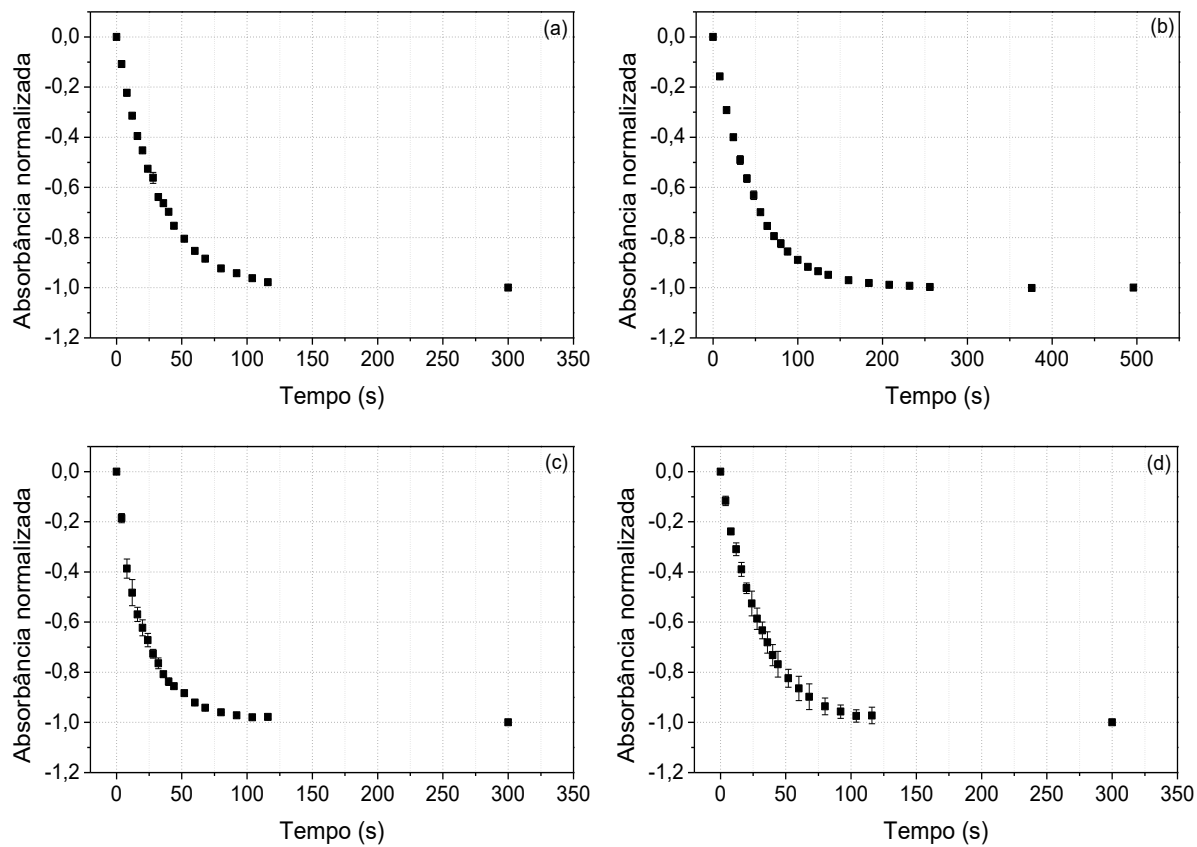 (a)
Absorbância normalizada
0,0
-0,2
-0,4
-0,6
-0,8
-1,0
-1,2
0 50 100 150 200 250 300 350
Tempo (s)
(b)
Absorbância normalizada
0,0
-0,2
-0,4
-0,6
-0,8
-1,0
-1,2
0 100 200 300 400 500
Tempo (s)
(c)
Absorbância normalizada
0,0
-0,2
-0,4
-0,6
-0,8
-1,0
-1,2
0 50 100 150 200 250 300 350
Tempo (s)
(d)
Absorbância normalizada
0,0
-0,2
-0,4
-0,6
-0,8
-1,0
-1,2
0 50 100 150 200 250 300 350
Tempo (s)